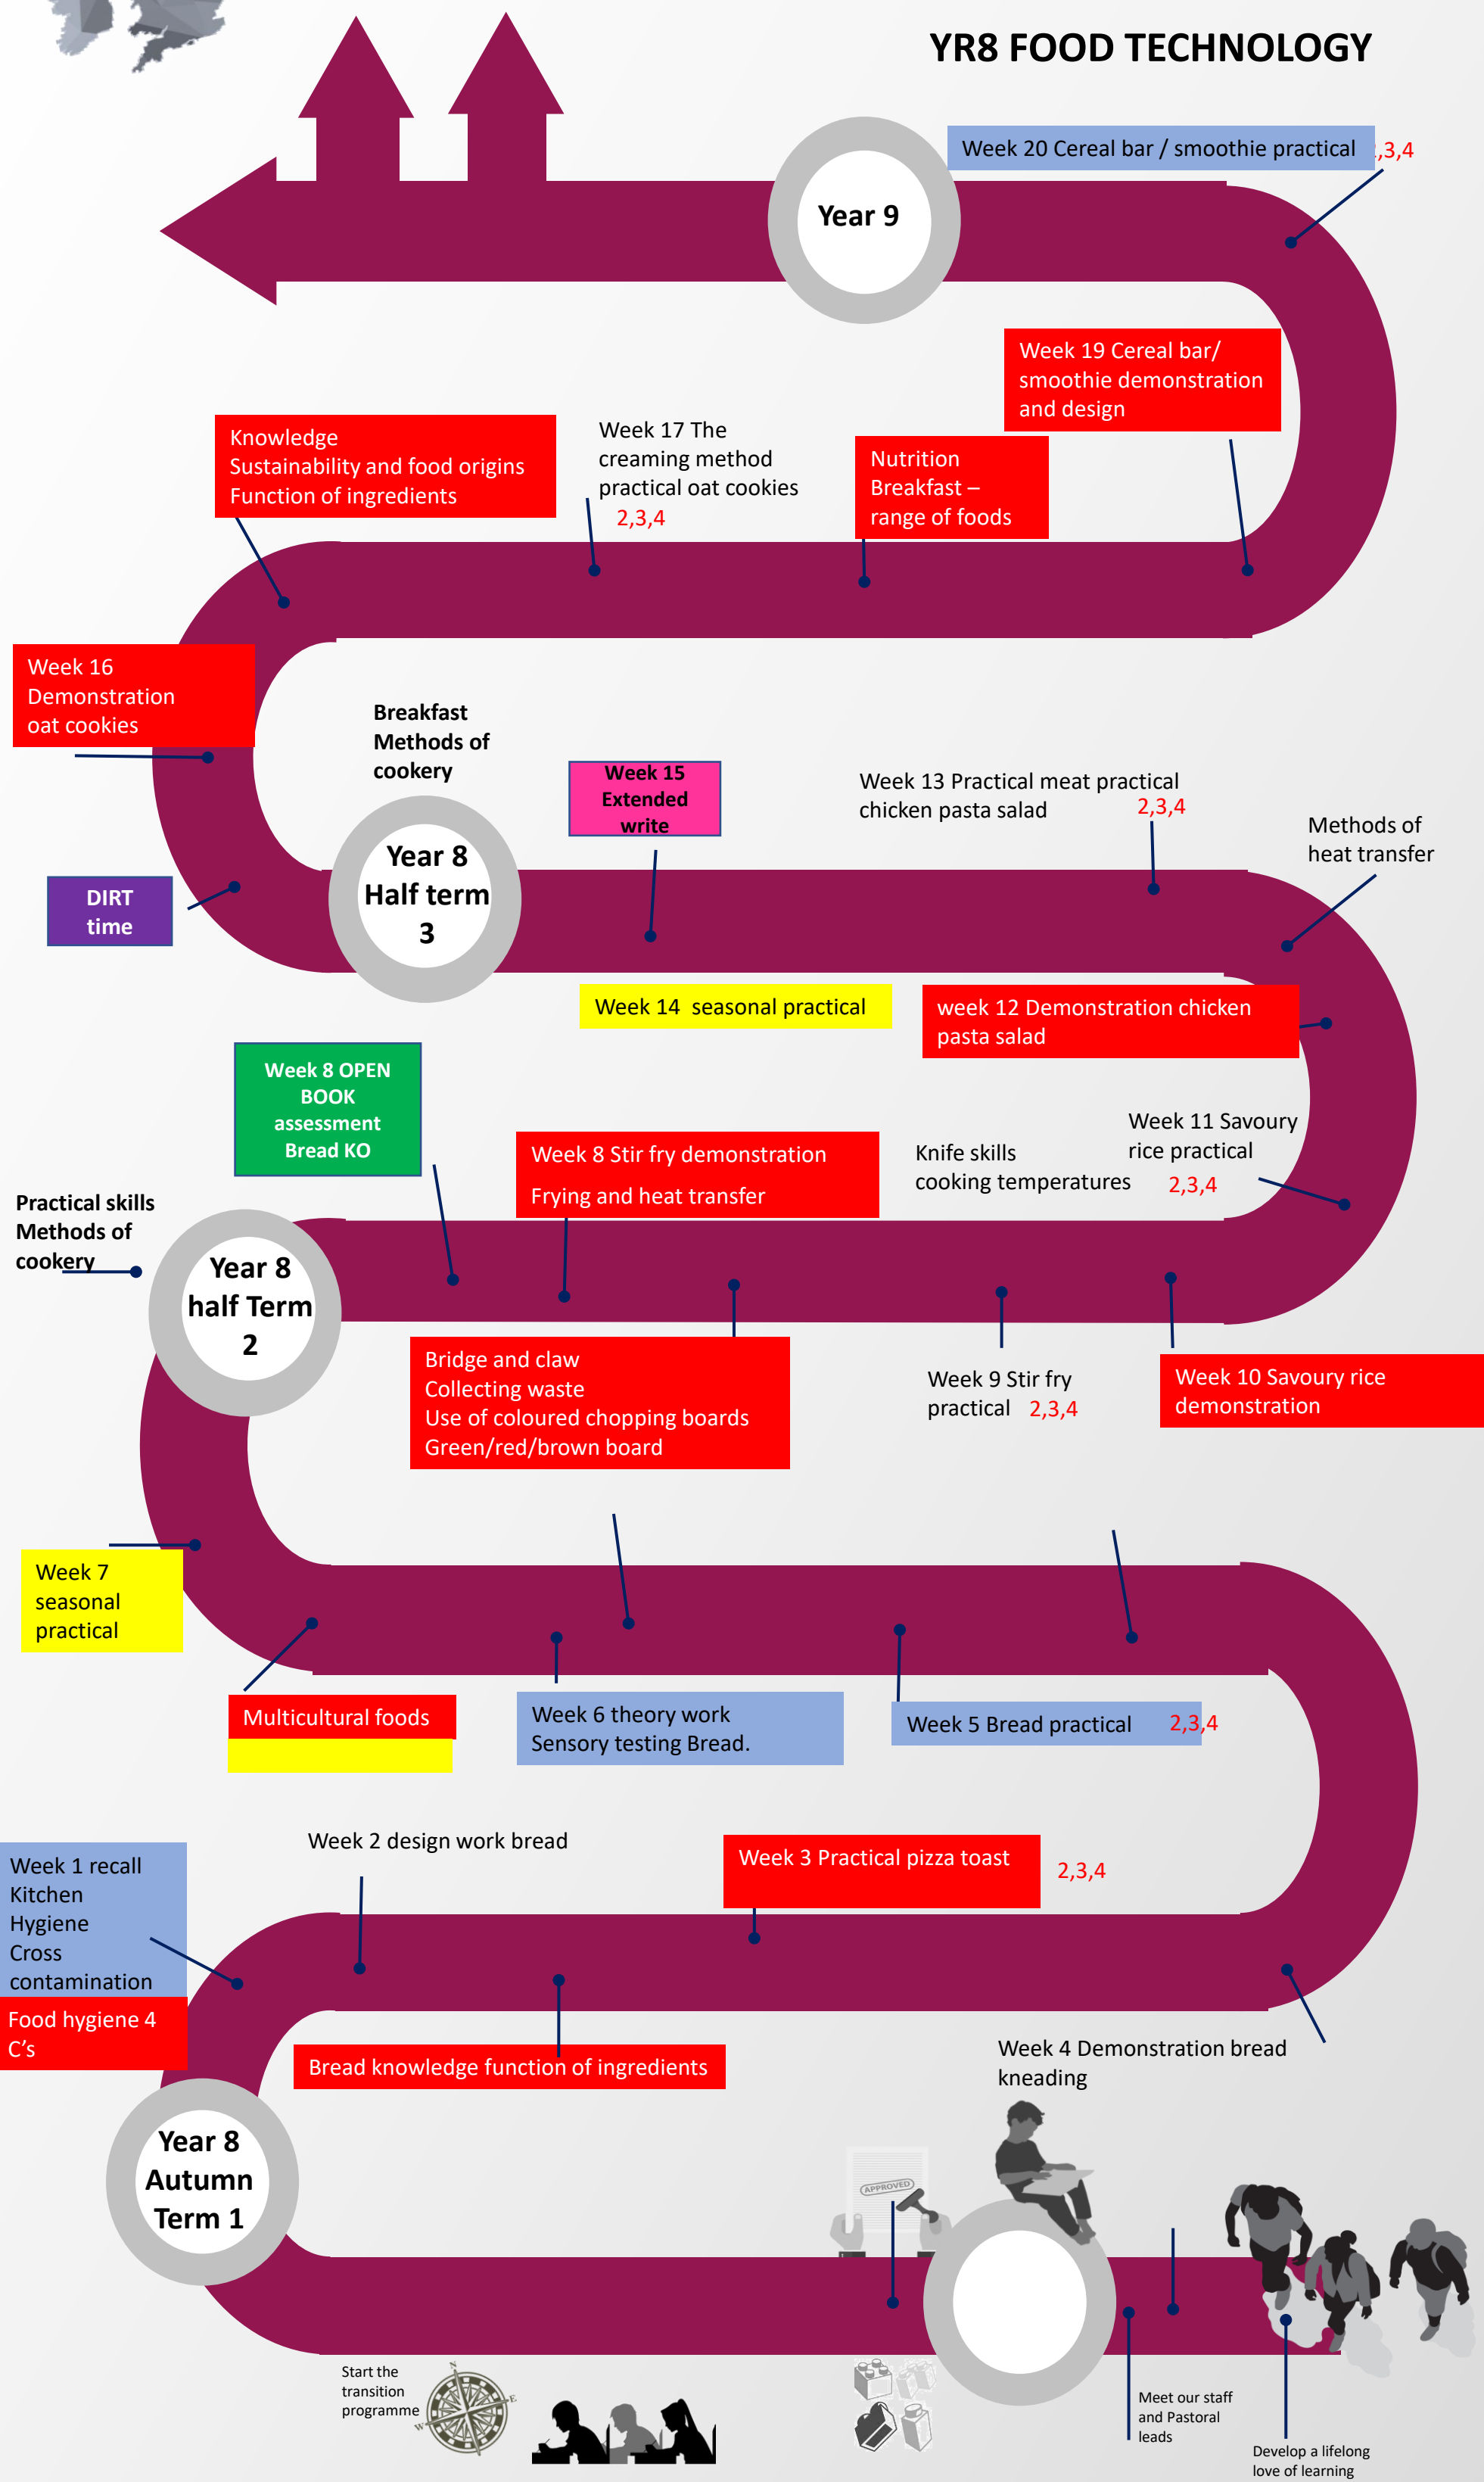 YR8 FOOD TECHNOLOGY
Week 20 Cereal bar / smoothie practical
,3,4
Year 9
Week 19 Cereal bar/
smoothie demonstration
and design
Knowledge
Sustainability and food origins
Function of ingredients
Week 17 The
creaming method
practical oat cookies
2,3,4
Nutrition
Breakfast –
range of foods
Week 16
Demonstration
oat cookies
Breakfast
Methods of
cookery
Week 15
Extended
write
Week 13 Practical meat practical
chicken pasta salad
2,3,4
Methods of
heat transfer
Year 8
Half term
3
DIRT
time
Week 14 seasonal practical
week 12 Demonstration chicken
pasta salad
Week 8 OPEN
BOOK
assessment
Bread KO
Week 8 Stir fry demonstration
Frying and heat transfer
Knife skills
cooking temperatures
Week 11 Savoury
rice practical
2,3,4
Practical skills
Methods of
cookery
Year 8
half Term
2
Bridge and claw
Collecting waste
Use of coloured chopping boards
Green/red/brown board
Week 9 Stir fry
practical 2,3,4
Week 10 Savoury rice
demonstration
Week 7
seasonal
practical
Multicultural foods
Week 6 theory work
Sensory testing Bread.
Week 5 Bread practical 2,3,4
Week 1 recall
Kitchen
Hygiene
Cross
contamination
Food hygiene 4
C's
Week 2 design work bread
Week 3 Practical pizza toast
2,3,4
Bread knowledge function of ingredients
Week 4 Demonstration bread
kneading
Year 8
Autumn
Term 1
APPROVED
Start the
transition
programme
N
E
W
Meet our staff
and Pastoral
leads
Develop a lifelong
love of learning